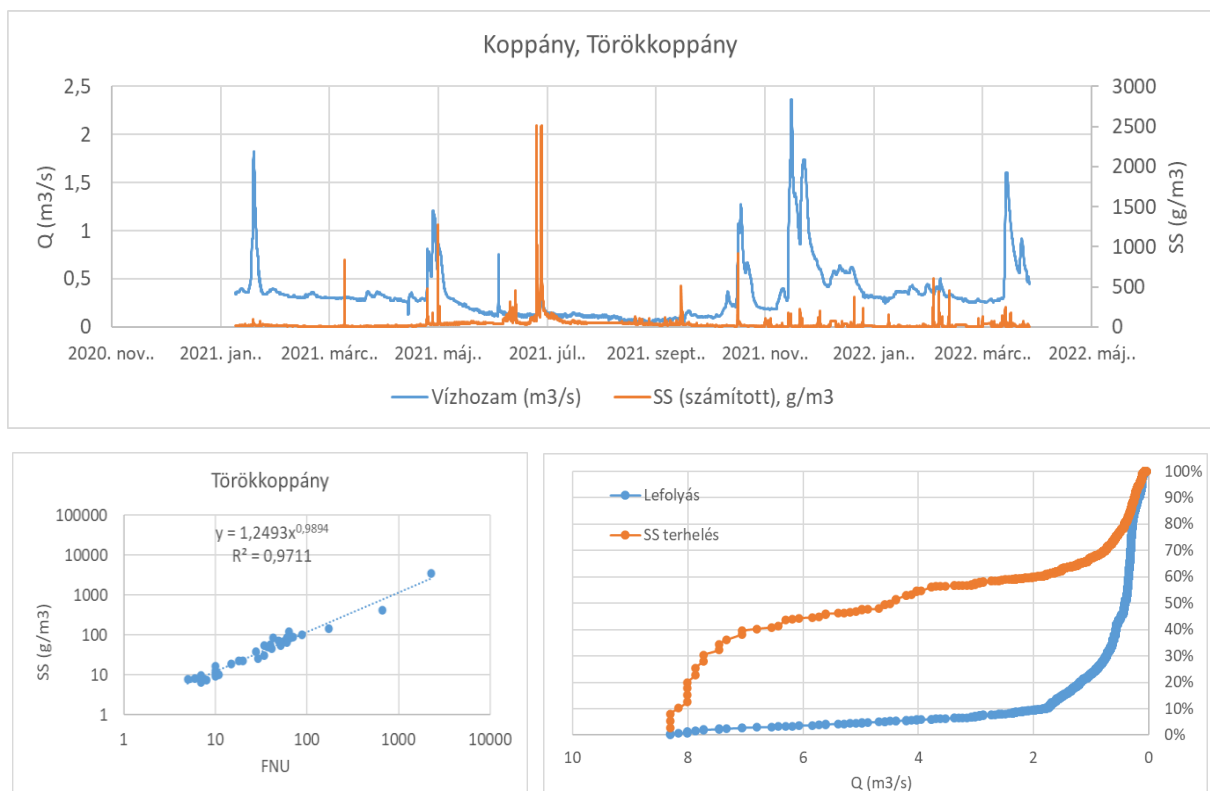 Koppány, Törökkoppány
2,5
2
1,5
1
0,5
0
Q (m3/s)
3000
2500
2000
1500
1000
500
0
SS (g/m3)
2020. nov.. 2021. jan.. 2021. márc.. 2021. máj.. 2021. júl.. 2021. szept.. 2021. nov.. 2022. jan.. 2022. márc.. 2022. máj..
Vízhozam (m3/s) SS (számított), g/m3
Törökkoppány
y = 1,2493x^0,9894
R² = 0,9711
100000
10000
1000
100
10
1
SS (g/m3)
1 10 100 1000 10000
FNU
Lefolyás
SS terhelés
100%
90%
80%
70%
60%
50%
40%
30%
20%
10%
0%
10 8 6 4 2 0
Q (m3/s)